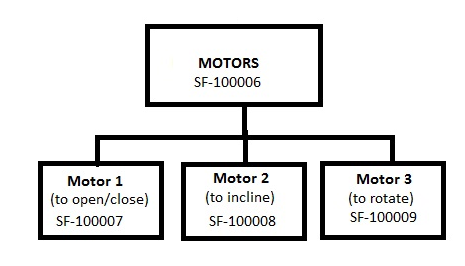 MOTORS
SF-100006
Motor 1
(to open/close)
SF-100007
Motor 2
(to incline)
SF-100008
Motor 3
(to rotate)
SF-100009